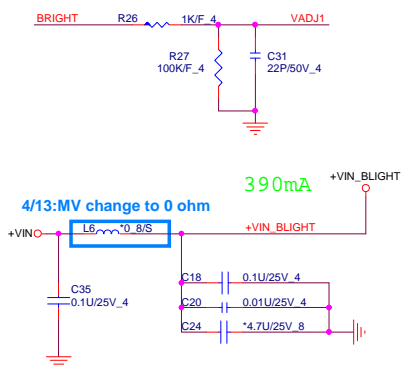 BRIGHT R26 1K/F_4 VADJ1
R27 C31
100K/F_4 22P/50V_4
390mA
+VIN_BLIGHT
4/13:MV change to 0 ohm
+VIN L6 *0_8/S +VIN_BLIGHT
C35
0.1U/25V_4
C18 0.1U/25V_4
C20 0.01U/25V_4
C24 *4.7U/25V_8